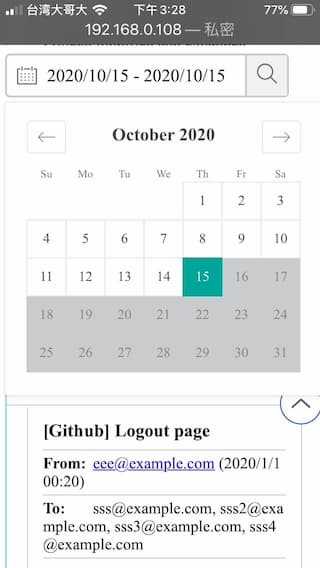 台湾大哥大 下午3:28 77%
192.168.0.108 — 私密
2020/10/15 - 2020/10/15
October 2020
Su Mo Tu We Th Fr Sa
1 2 3
4 5 6 7 8 9 10
11 12 13 14 15 16 17
18 19 20 21 22 23 24
25 26 27 28 29 30 31
[Github] Logout page
From: eee@example.com (2020/1/1
00:20)
To: sss@example.com, sss2@exa
mple.com, sss3@example.com, sss4
@example.com